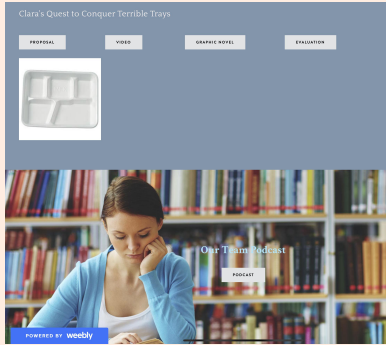 Clara's Quest to Conquer Terrible Trays
PROPOSAL
VIDEO
GRAPHIC NOVEL
EVALUATION
Our Team Podcast
PODCAST
POWERED BY weebly